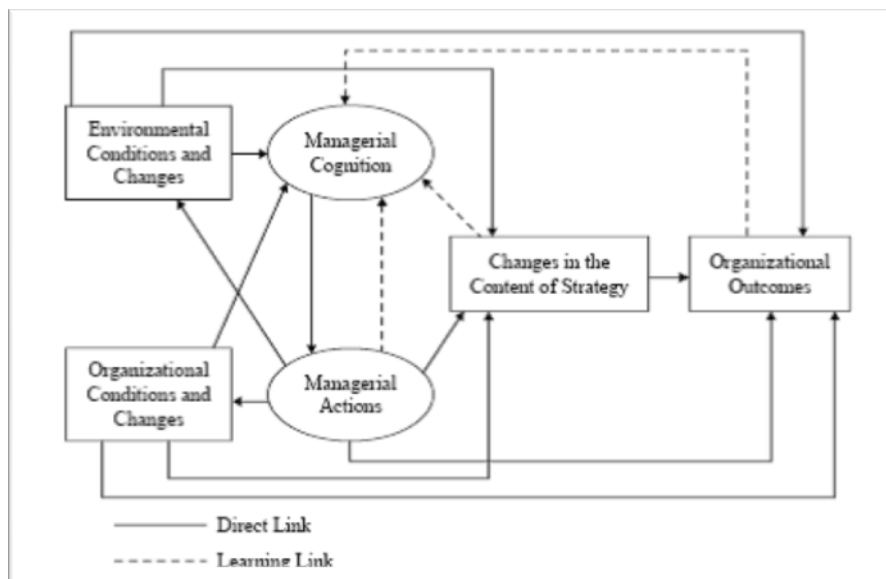 Environmental
Conditions and
Changes
Managerial
Cognition
Changes in the
Content of Strategy
Organizational
Outcomes
Organizational
Conditions and
Changes
Managerial
Actions
Direct Link
Learning Link